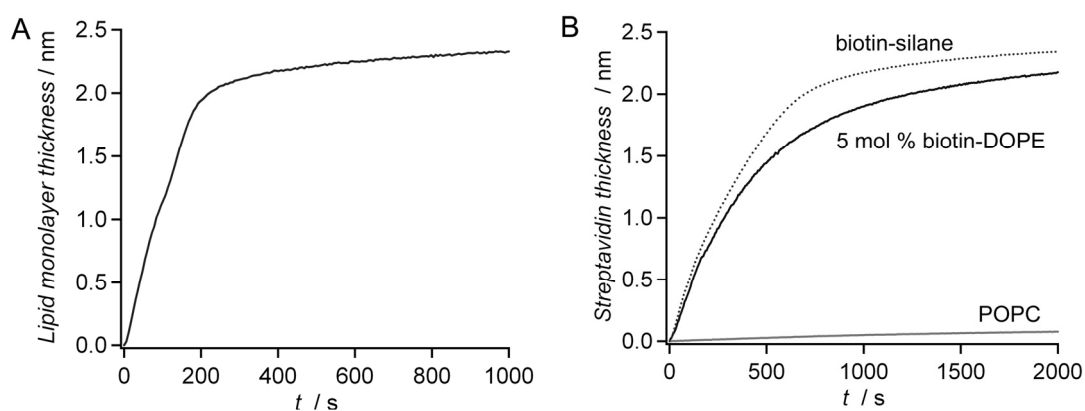 A
Lipid monolayer thickness / nm
2.5
2.0
1.5
1.0
0.5
0.0
0 200 400 600 800 1000
t / s
B
Streptavidin thickness / nm
2.5
2.0
1.5
1.0
0.5
0.0
biotin-silane
5 mol % biotin-DOPE
POPC
0 500 1000 1500 2000
t / s